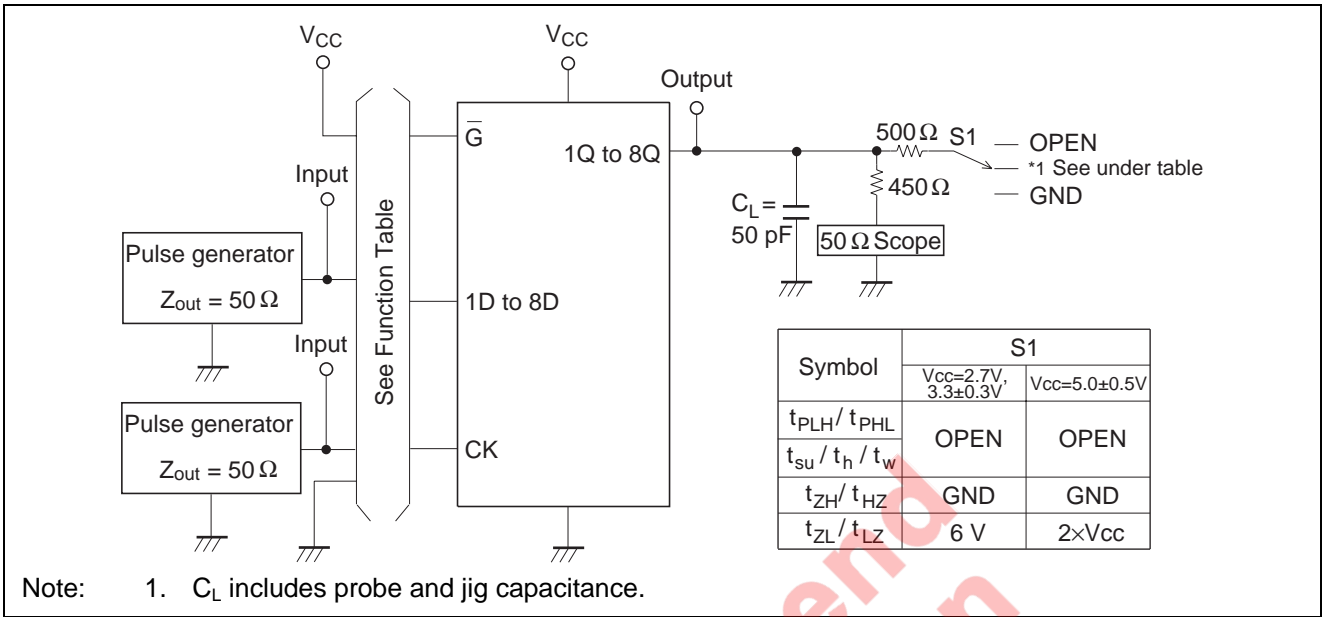 VCC
VCC
Output
G̅
1Q to 8Q
500 Ω
S1
OPEN
*1 See under table
GND
450 Ω
CL =
50 pF
50 Ω Scope
Input
Pulse generator
Zout = 50 Ω
See Function Table
1D to 8D
Input
Pulse generator
Zout = 50 Ω
CK
Symbol
S1
Vcc=2.7V,
3.3±0.3V
Vcc=5.0±0.5V
tPLH / tPHL
OPEN
OPEN
tsu / th / tw
tZH / tHZ
GND
GND
tZL / tLZ
6 V
2×Vcc
Note: 1. CL includes probe and jig capacitance.